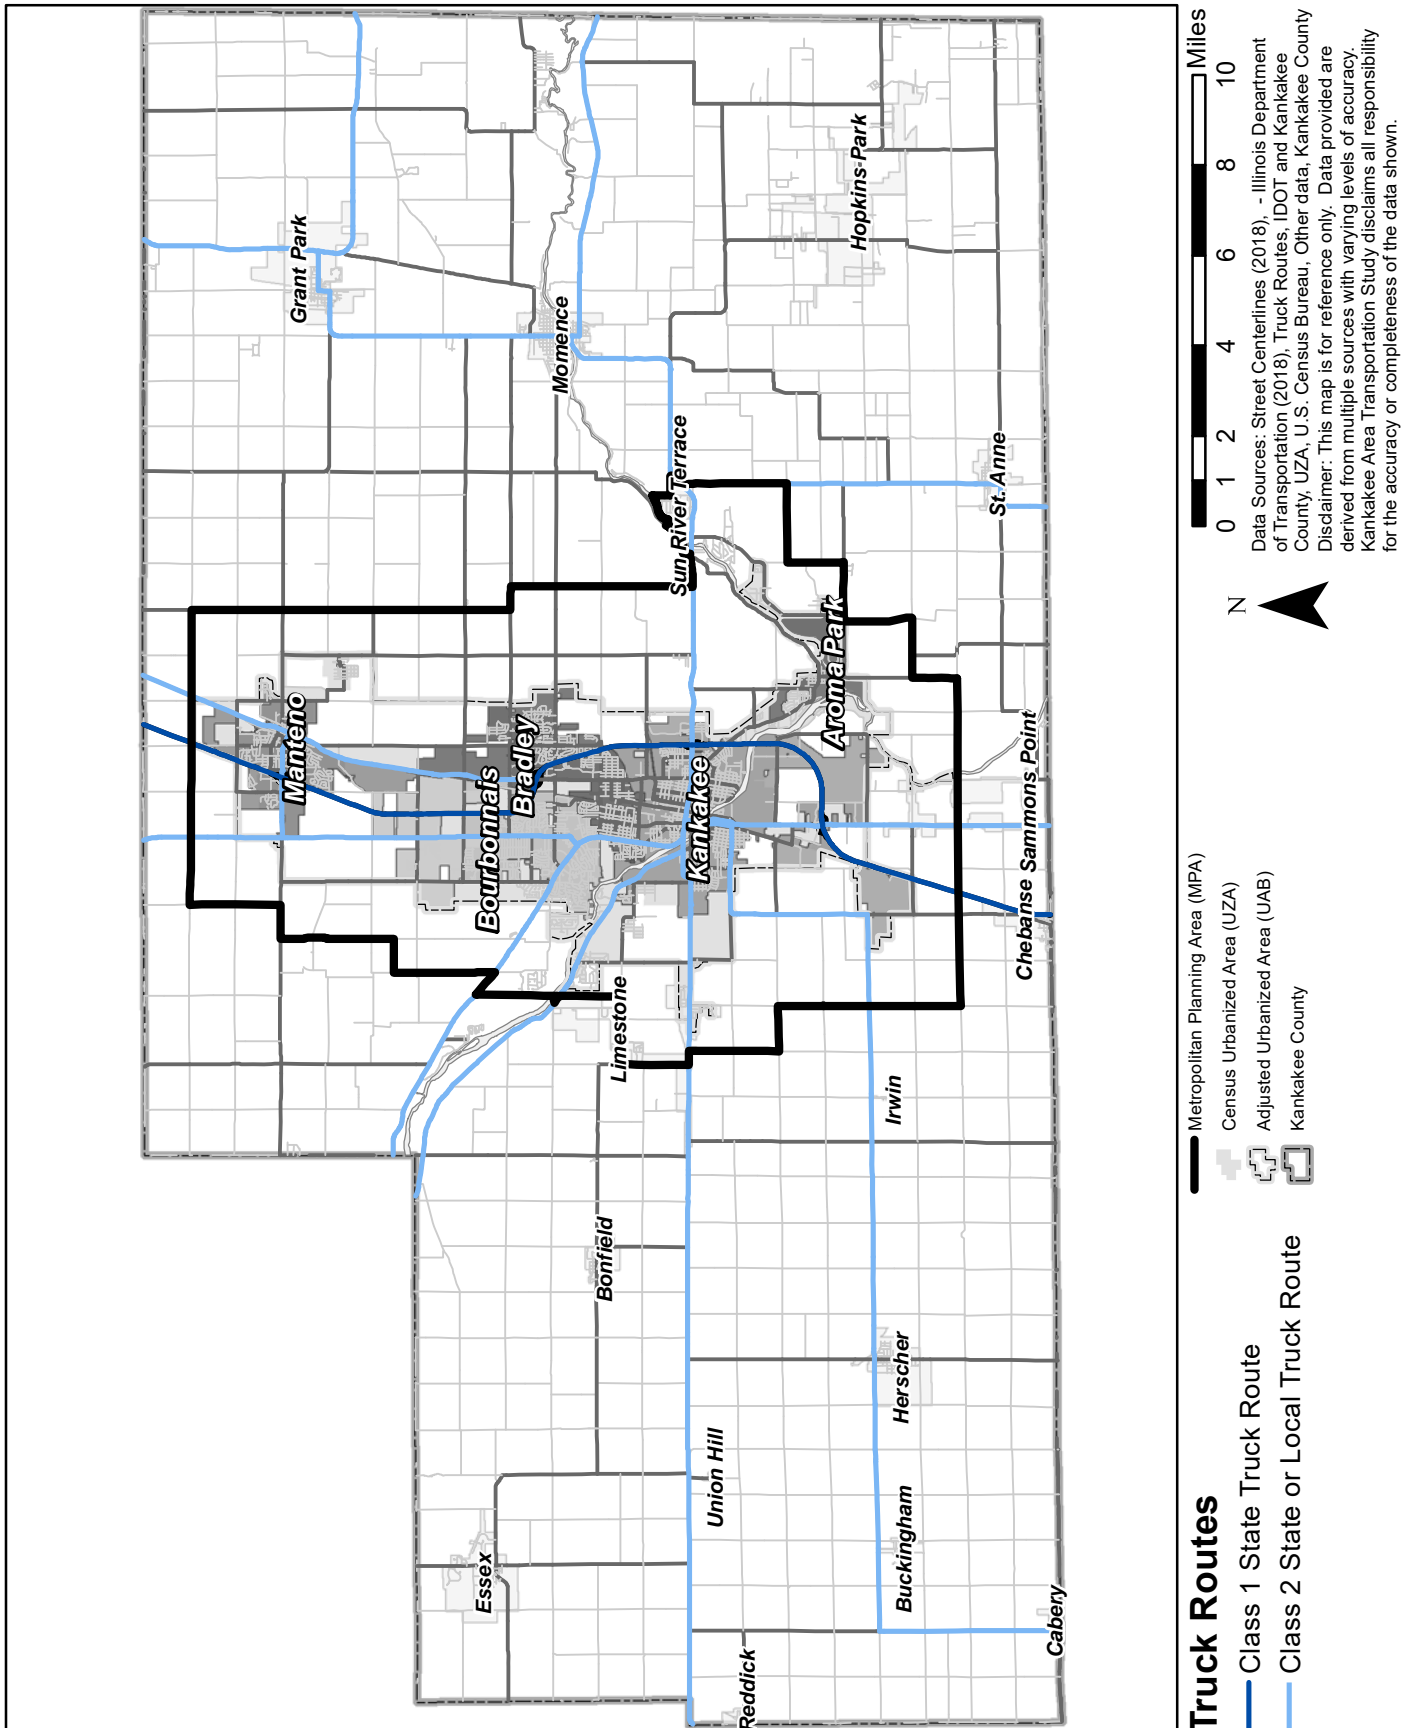 Grant Park
Momence
Hopkins-Park
Sun River Terrace
St. Anne
Manteno
Bourbonnais
Bradley
Kankakee
Aroma Park
Sammons Point
Chebanse
Limestone
Irwin
Bonfield
Herscher
Union Hill
Buckingham
Essex
Reddick
Cabery
Truck Routes
Class 1 State Truck Route
Class 2 State or Local Truck Route
Metropolitan Planning Area (MPA)
Census Urbanized Area (UZA)
Adjusted Urbanized Area (UAB)
Kankakee County
N
0 1 2 4 6 8 10 Miles
Data Sources: Street Centerlines (2018), - Illinois Department
of Transportation (2018), Truck Routes, IDOT and Kankakee
County, UZA, U.S. Census Bureau, Other data, Kankakee County
Disclaimer: This map is for reference only. Data provided are
derived from multiple sources with varying levels of accuracy.
Kankakee Area Transportation Study disclaims all responsibility
for the accuracy or completeness of the data shown.